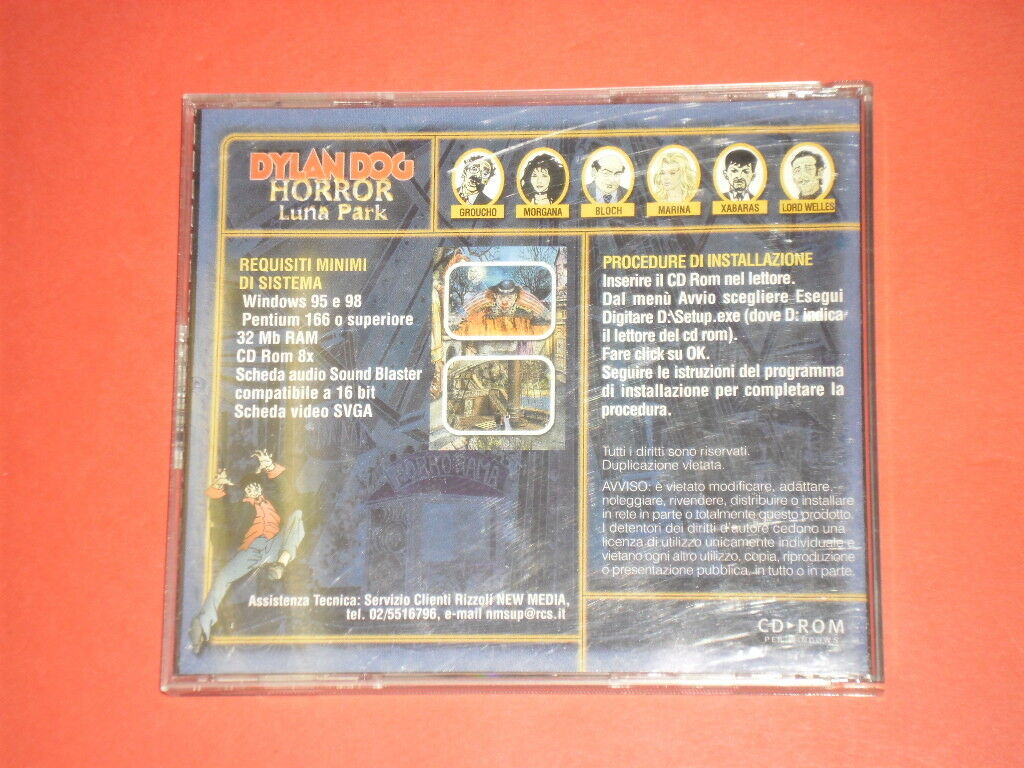 DYLAN DOG
HORROR
Luna Park
GROUCHO
MORGANA
BLOCH
MARINA
XABARAS
LORD WELLES
REQUISITI MINIMI
DI SISTEMA
Windows 95 e 98
Pentium 166 o superiore
32 Mb RAM
CD Rom 8x
Scheda audio Sound Blaster
compatibile a 16 bit
Scheda video SVGA
PROCEDURE DI INSTALLAZIONE
Inserire il CD Rom nel lettore.
Dal menù Avvio scegliere Esegui
Digitare D:\Setup.exe (dove D: indica
il lettore del cd rom).
Fare click su OK.
Seguire le istruzioni del programma
di installazione per completare la
procedura.
Tutti i diritti sono riservati.
Duplicazione vietata.
AVVISO: è vietato modificare, adattare,
noleggiare, rivendere, distribuire o installare
in rete in parte o totalmente questo prodotto.
I detentori dei diritti d'autore cedono una
licenza di utilizzo unicamente individuale e
vietano ogni altro utilizzo, copia, riproduzione
o presentazione pubblica, in tutto o in parte.
Assistenza Tecnica: Servizio Clienti Rizzoli NEW MEDIA,
tel. 02/5516796, e-mail nmsup@rcs.it
CD-ROM
PER WINDOWS